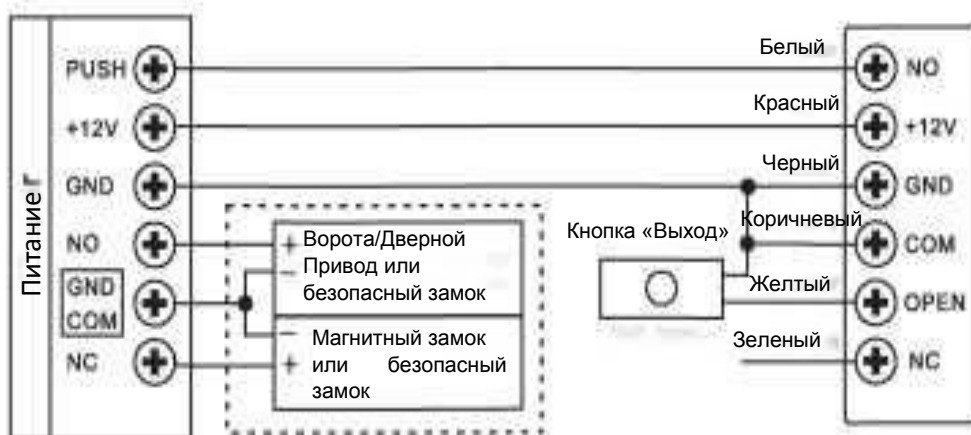 Питание г
PUSH
+12V
GND
NO
GND
COM
NC
+ Ворота/Дверной
– Привод или
безопасный замок
– Магнитный замок
+ или безопасный
замок
Кнопка «Выход»
Белый
Красный
Черный
Коричневый
Желтый
Зеленый
NO
+12V
GND
COM
OPEN
NC